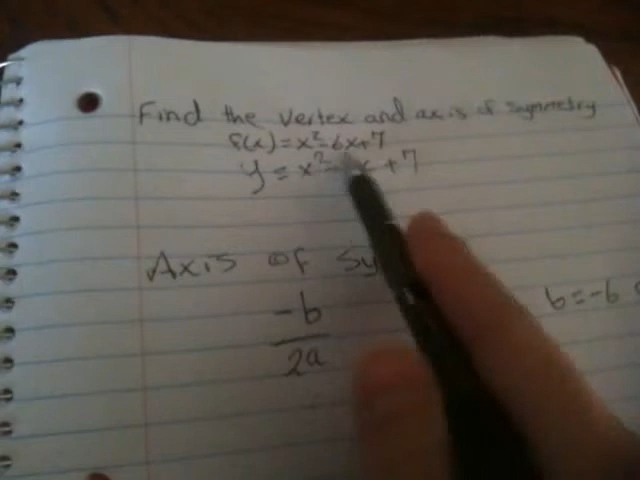 Find the vertex and axis of symmetry
f(x)=x²-6x+7
y=x²- x+7
Axis of Sy
-b
2a
b=-6